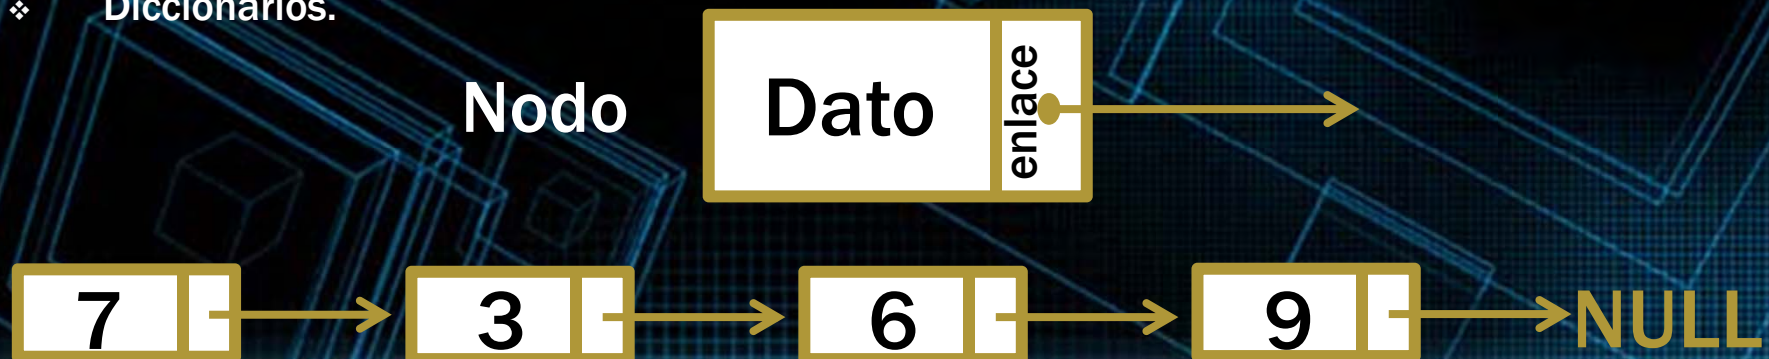 ❖ Diccionarios.
Nodo Dato enlace
7 3 6 9 NULL